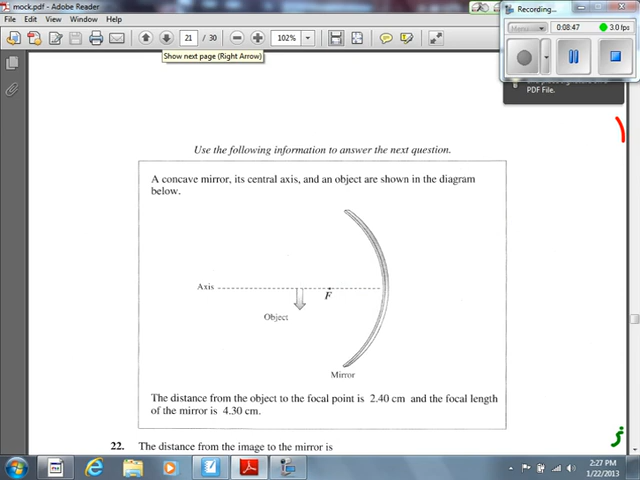 mock.pdf - Adobe Reader
File Edit View Window Help
21 / 30
102%
Show next page (Right Arrow)
Recording...
Menu
0:08:47
3.0 fps
PDF File.
Use the following information to answer the next question.
A concave mirror, its central axis, and an object are shown in the diagram
below.
Axis
F
Object
Mirror
The distance from the object to the focal point is 2.40 cm and the focal length
of the mirror is 4.30 cm.
22. The distance from the image to the mirror is
2:27 PM
1/22/2013